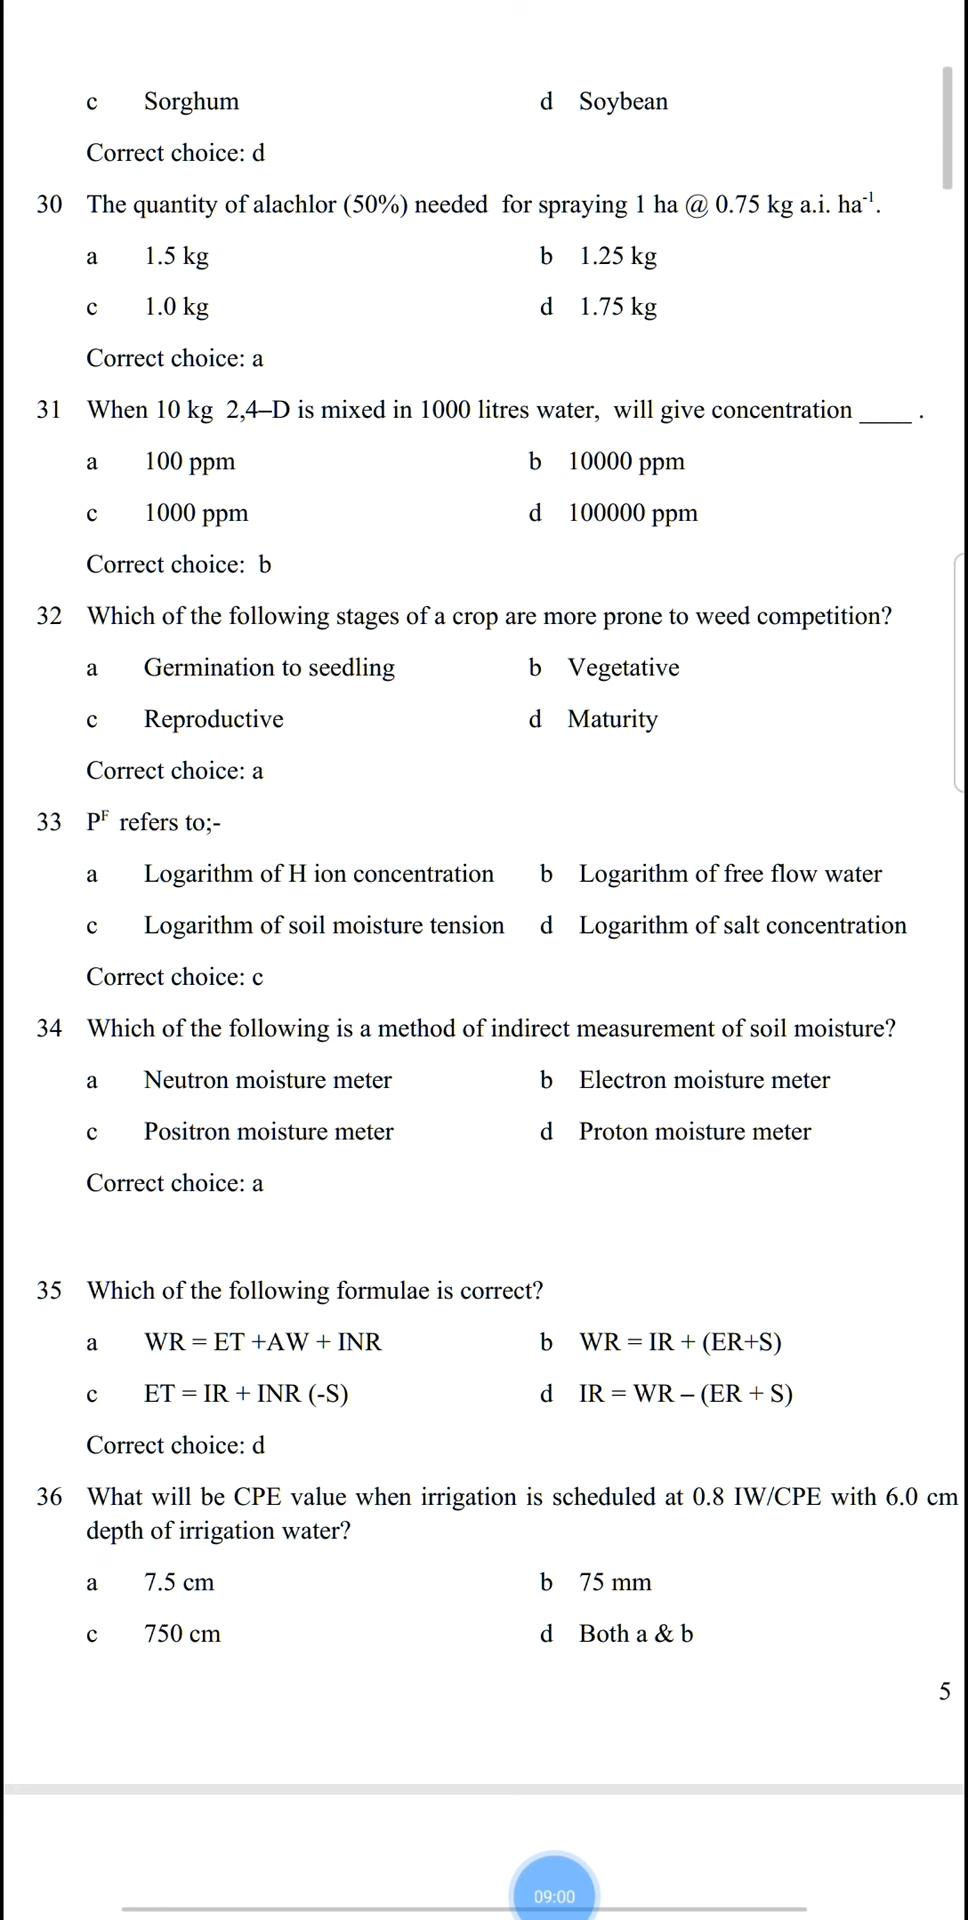 c Sorghum d Soybean
Correct choice: d
30 The quantity of alachlor (50%) needed for spraying 1 ha @ 0.75 kg a.i. ha⁻¹.
a 1.5 kg b 1.25 kg
c 1.0 kg d 1.75 kg
Correct choice: a
31 When 10 kg 2,4–D is mixed in 1000 litres water, will give concentration ____ .
a 100 ppm b 10000 ppm
c 1000 ppm d 100000 ppm
Correct choice: b
32 Which of the following stages of a crop are more prone to weed competition?
a Germination to seedling b Vegetative
c Reproductive d Maturity
Correct choice: a
33 Pᶠ refers to;-
a Logarithm of H ion concentration b Logarithm of free flow water
c Logarithm of soil moisture tension d Logarithm of salt concentration
Correct choice: c
34 Which of the following is a method of indirect measurement of soil moisture?
a Neutron moisture meter b Electron moisture meter
c Positron moisture meter d Proton moisture meter
Correct choice: a
35 Which of the following formulae is correct?
a WR = ET +AW + INR b WR = IR + (ER+S)
c ET = IR + INR (-S) d IR = WR – (ER + S)
Correct choice: d
36 What will be CPE value when irrigation is scheduled at 0.8 IW/CPE with 6.0 cm
depth of irrigation water?
a 7.5 cm b 75 mm
c 750 cm d Both a & b
5
09:00